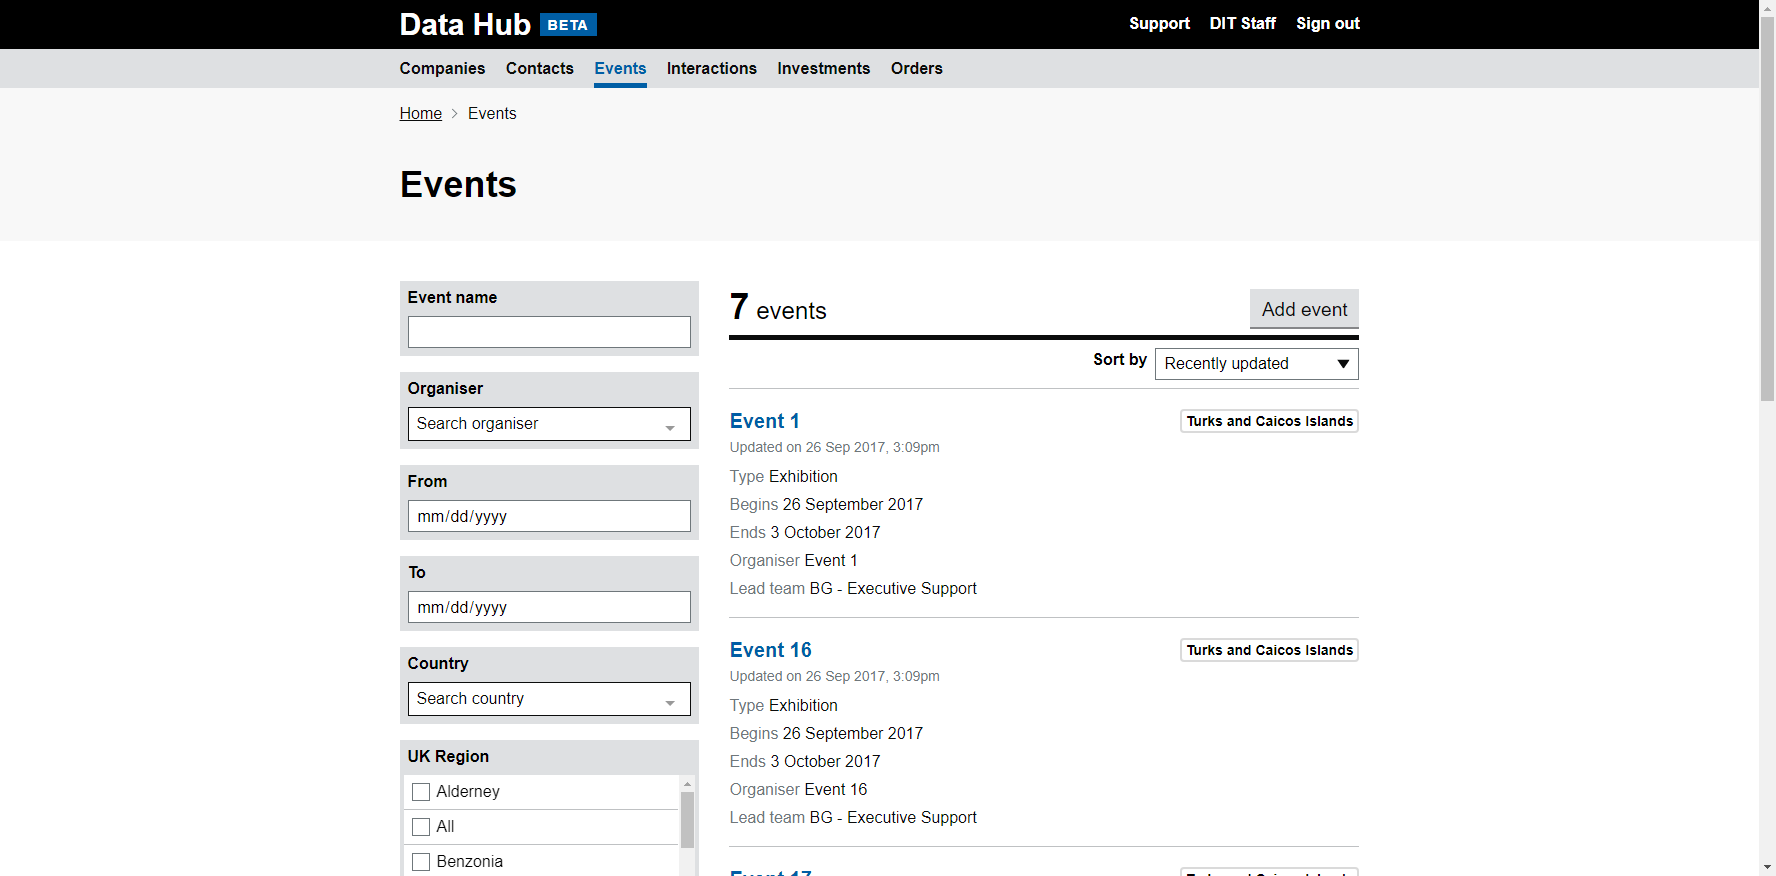 Data Hub BETA
Support DIT Staff Sign out
Companies Contacts Events Interactions Investments Orders
Home > Events
Events
Event name
Organiser
Search organiser
From
mm/dd/yyyy
To
mm/dd/yyyy
Country
Search country
UK Region
Alderney
All
Benzonia
7 events
Add event
Sort by Recently updated
Event 1
Turks and Caicos Islands
Updated on 26 Sep 2017, 3:09pm
Type Exhibition
Begins 26 September 2017
Ends 3 October 2017
Organiser Event 1
Lead team BG - Executive Support
Event 16
Turks and Caicos Islands
Updated on 26 Sep 2017, 3:09pm
Type Exhibition
Begins 26 September 2017
Ends 3 October 2017
Organiser Event 16
Lead team BG - Executive Support
Event 17